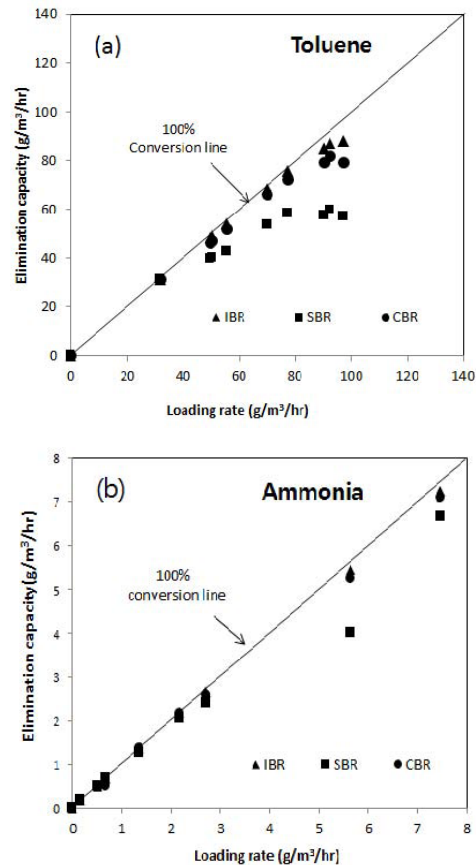 (a)
Toluene
Elimination capacity (g/m³/hr)
140
120
100
80
60
40
20
0
100%
Conversion line
IBR
SBR
CBR
0
20
40
60
80
100
120
140
Loading rate (g/m³/hr)
(b)
Ammonia
Elimination capacity (g/m³/hr)
8
7
6
5
4
3
2
1
0
100%
conversion line
IBR
SBR
CBR
0
1
2
3
4
5
6
7
8
Loading rate (g/m³/hr)